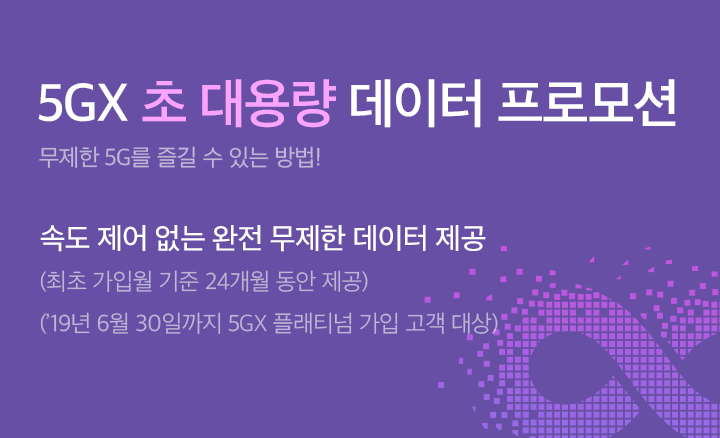 5GX 초 대용량 데이터 프로모션
무제한 5G를 즐길 수 있는 방법!
속도 제어 없는 완전 무제한 데이터 제공
(최초 가입월 기준 24개월 동안 제공)
('19년 6월 30일까지 5GX 플래티넘 가입 고객 대상)